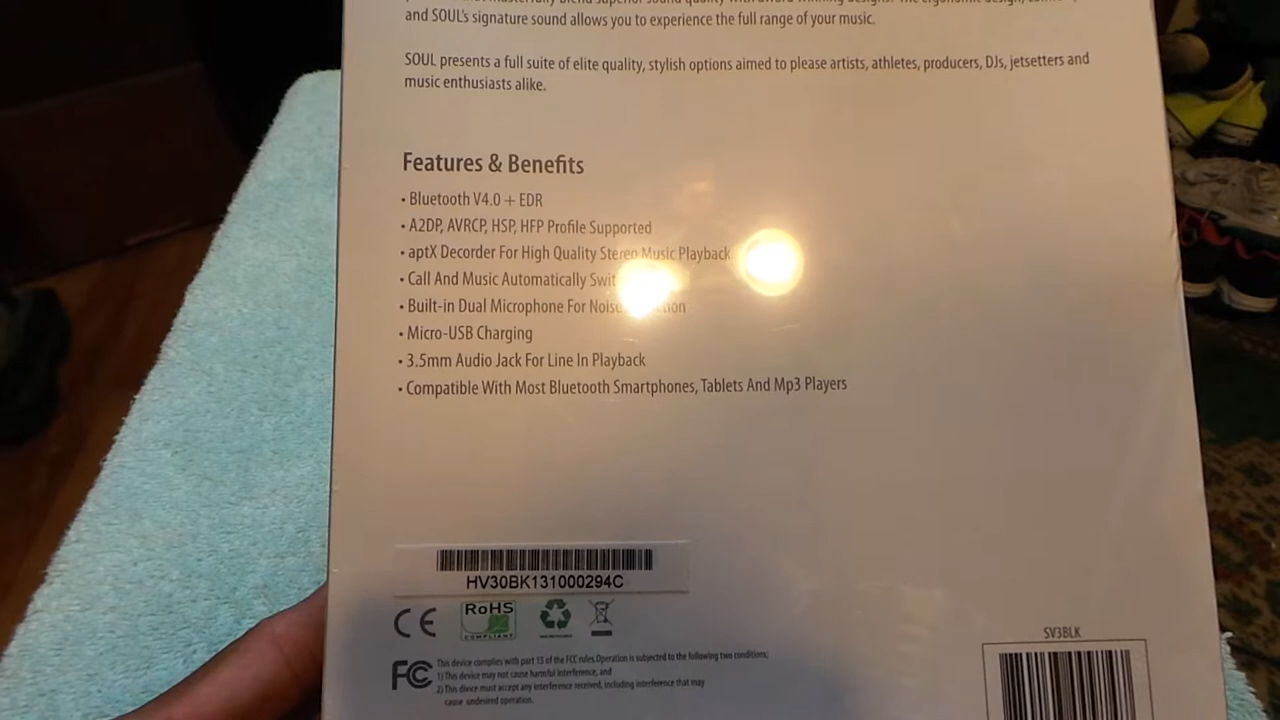 and SOUL's signature sound allows you to experience the full range of your music.
SOUL presents a full suite of elite quality, stylish options aimed to please artists, athletes, producers, DJs, jetsetters and
music enthusiasts alike.
Features & Benefits
• Bluetooth V4.0 + EDR
• A2DP, AVRCP, HSP, HFP Profile Supported
• aptX Decorder For High Quality Stereo Music Playback
• Call And Music Automatically
• Built-in Dual Microphone For Noise
• Micro-USB Charging
• 3.5mm Audio Jack For Line In Playback
• Compatible With Most Bluetooth Smartphones, Tablets And Mp3 Players
HV30BK131000294C
CE
RoHS
COMPLIANT
FC
This device complies with part 15 of the FCC rules. Operation is subjected to the following two conditions;
1) This device may not cause harmful interference, and
2) This divice must accept any interference received, including interference that may
cause undesired operation.
SV3BLK